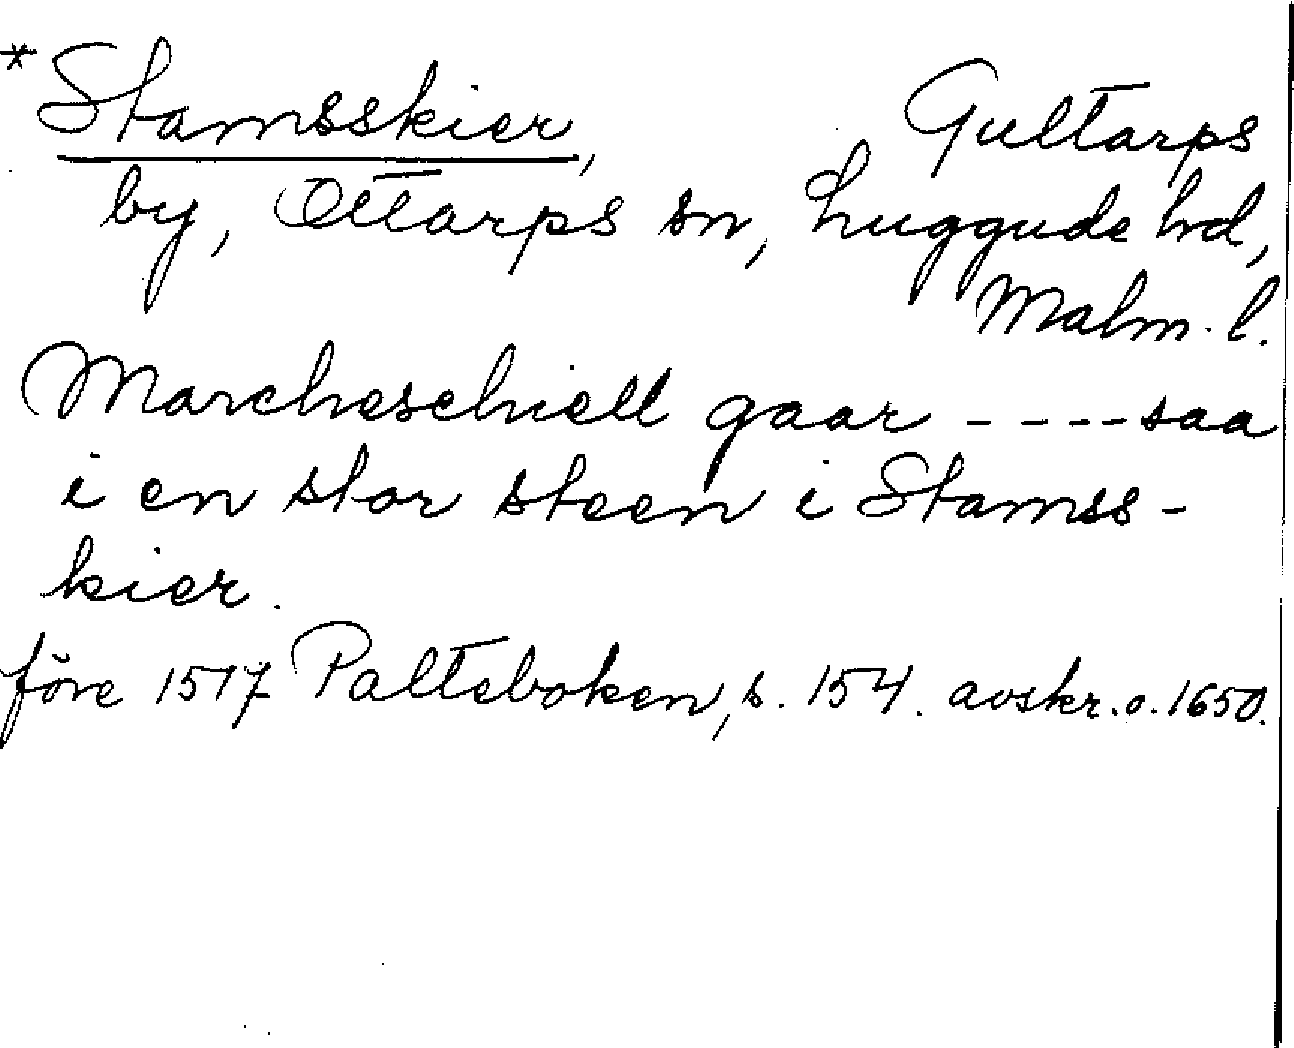 *Stamsskier, Gultarps
by, Ottarps sn, Luggude hd,
Malm. l.
Marcheschiell gaar - - - - saa
i en stor steen i Stamss-
kier.
före 1517 Palteboken, s. 154. avskr. o. 1650.